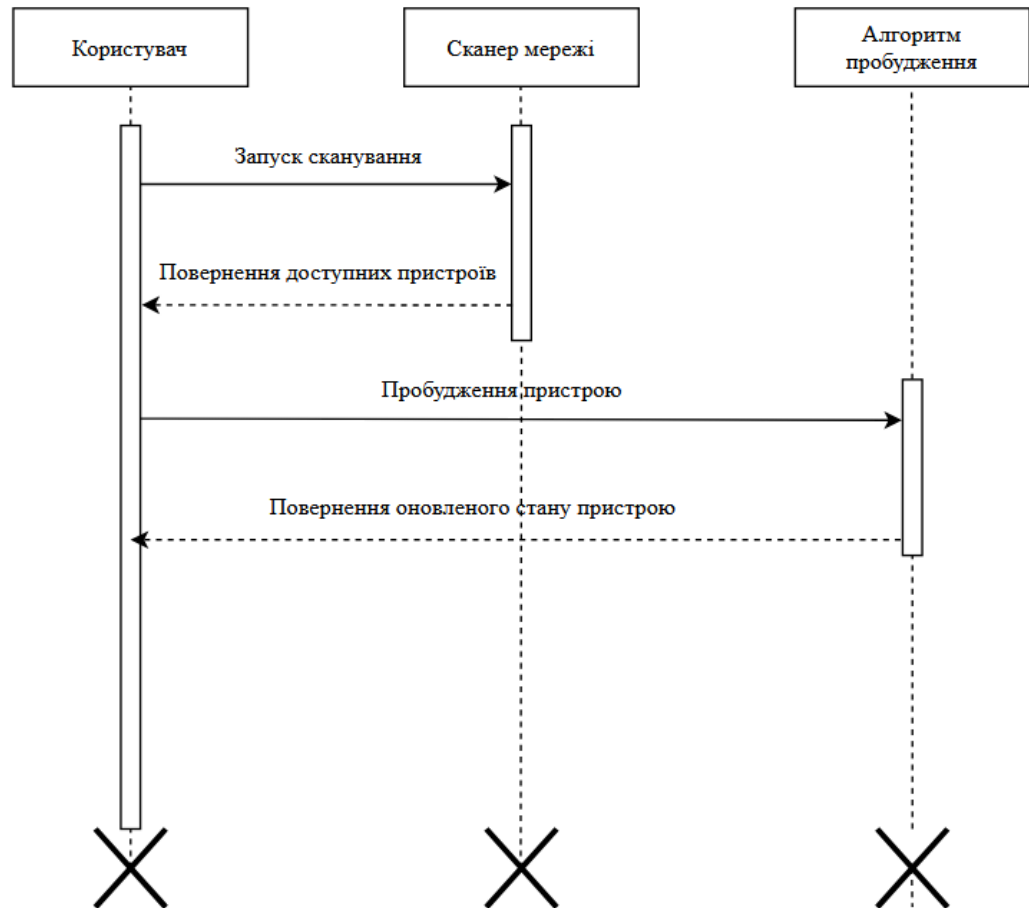 Користувач
Сканер мережі
Алгоритм
пробудження
Запуск сканування
Повернення доступних пристроїв
Пробудження пристрою
Повернення оновленого стану пристрою